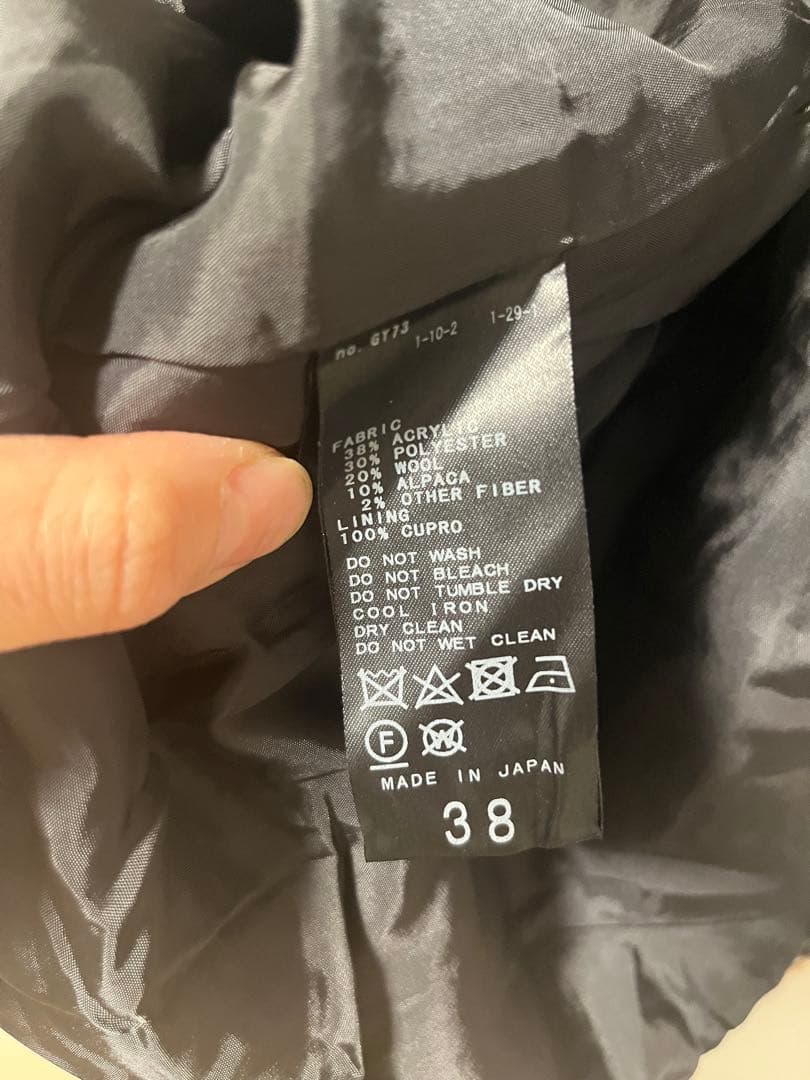 no. GY73 1-10-2 1-29-1
FABRIC
38% ACRYLIC
30% POLYESTER
20% WOOL
10% ALPACA
2% OTHER FIBER
LINING
100% CUPRO
DO NOT WASH
DO NOT BLEACH
DO NOT TUMBLE DRY
COOL IRON
DRY CLEAN
DO NOT WET CLEAN
F W
MADE IN JAPAN
38